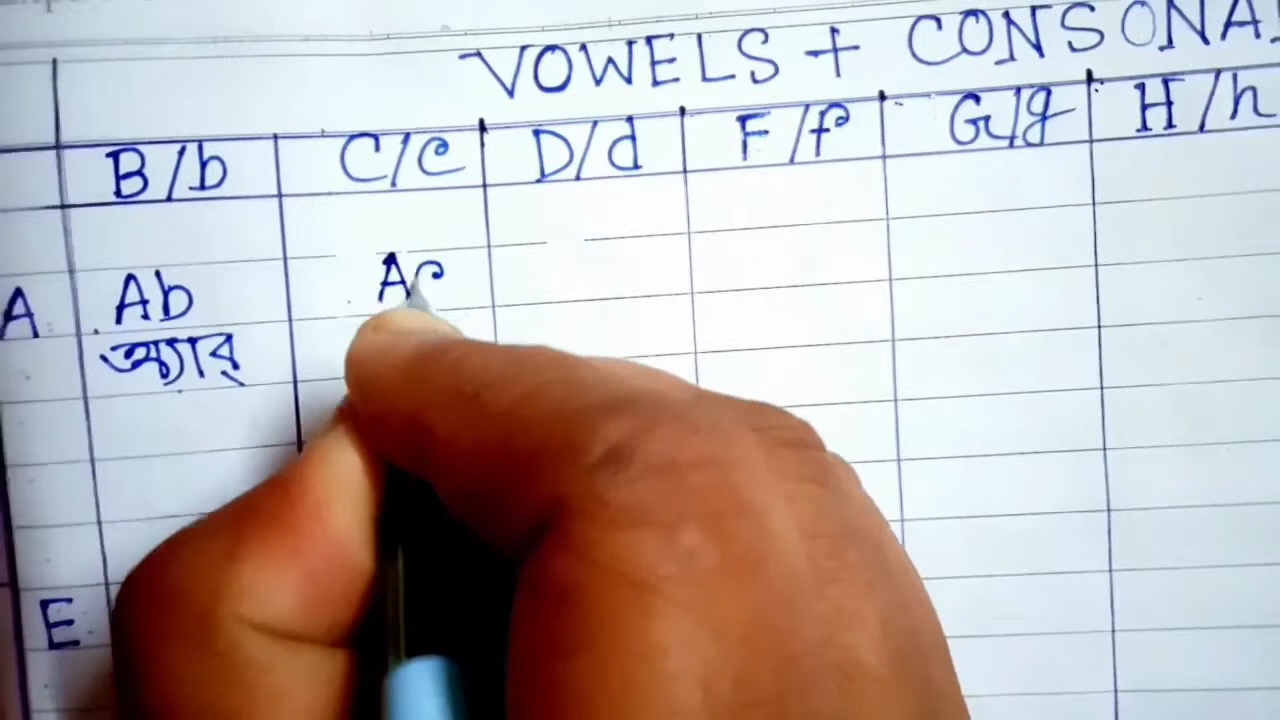 VOWELS + CONSONA
B/b C/c D/d F/f G/g H/h
A Ab Ac
অ্যাব্
E